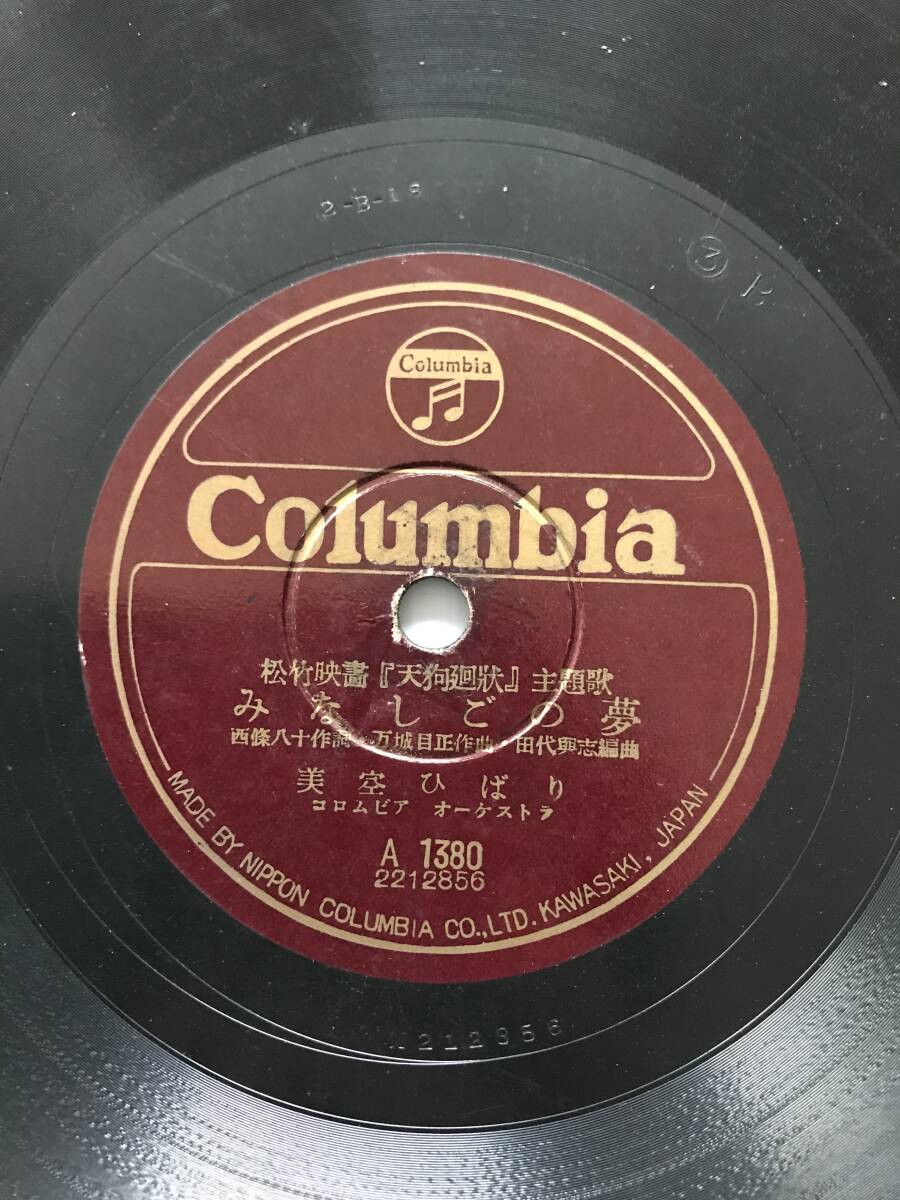 2-B-18
③
Columbia
Columbia
松竹映畫『天狗廻狀』主題歌
みなしごの夢
西條八十作詞・万城目正作曲・田代與志編曲
美空ひばり
コロムビア オーケストラ
A 1380
2212856
MADE BY NIPPON COLUMBIA CO.,LTD. KAWASAKI, JAPAN
212856